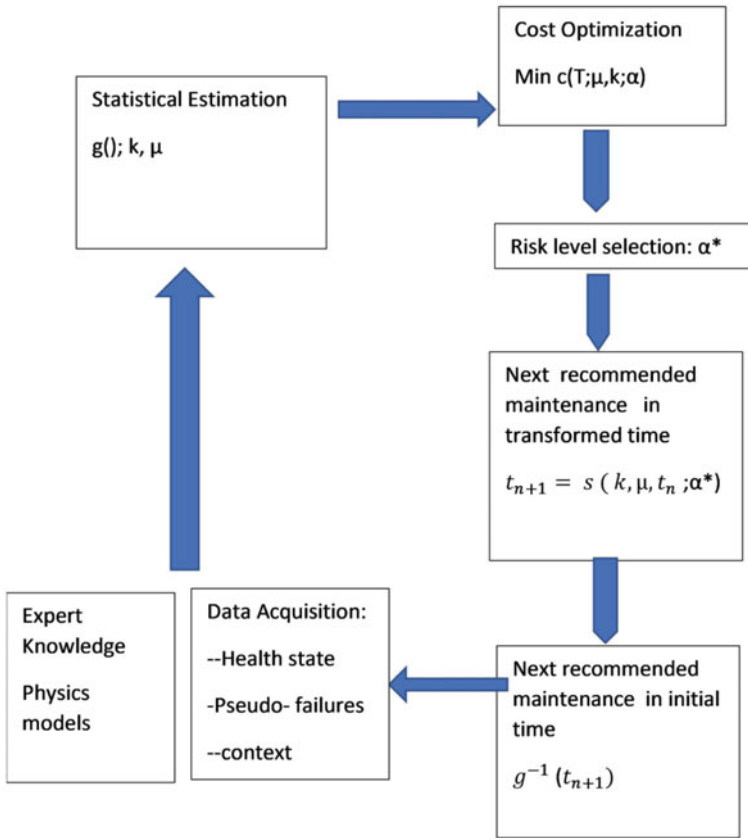 Cost Optimization
Min c(T;μ,k;α)
Statistical Estimation
g(); k, μ
Risk level selection: α*
Next recommended
maintenance in
transformed time
t_{n+1} = s ( k, μ, t_n ;α*)
Expert
Knowledge
Physics
models
Data Acquisition:
--Health state
-Pseudo- failures
--context
Next recommended
maintenance in initial
time
g^{-1} (t_{n+1})